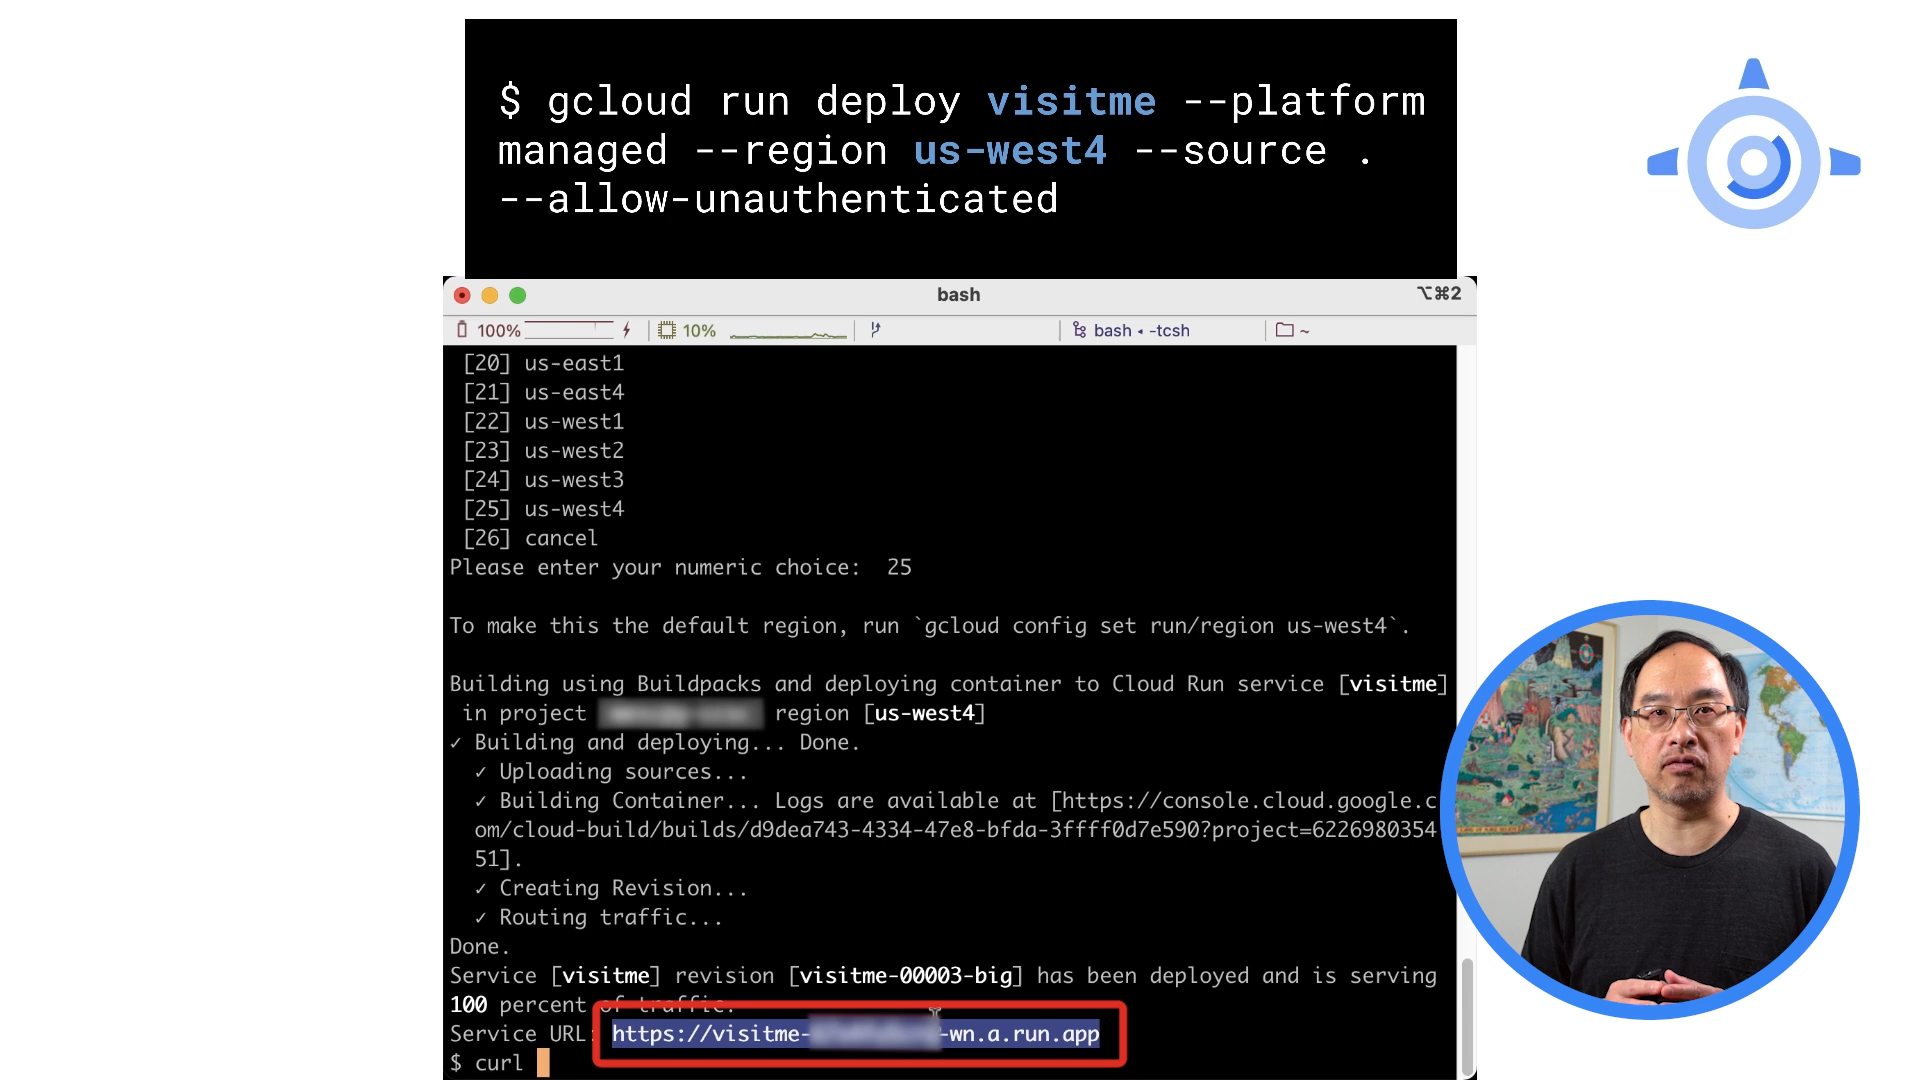 $ gcloud run deploy visitme --platform
managed --region us-west4 --source .
--allow-unauthenticated
bash
⌥⌘2
100%
10%
bash ◂ -tcsh
~
[20] us-east1
[21] us-east4
[22] us-west1
[23] us-west2
[24] us-west3
[25] us-west4
[26] cancel
Please enter your numeric choice:  25
To make this the default region, run `gcloud config set run/region us-west4`.
Building using Buildpacks and deploying container to Cloud Run service [visitme]
in project region [us-west4]
✓ Building and deploying... Done.
✓ Uploading sources...
✓ Building Container... Logs are available at [https://console.cloud.google.c
om/cloud-build/builds/d9dea743-4334-47e8-bfda-3ffff0d7e590?project=6226980354
51].
✓ Creating Revision...
✓ Routing traffic...
Done.
Service [visitme] revision [visitme-00003-big] has been deployed and is serving
100 percent of traffic.
Service URL: https://visitme- -wn.a.run.app
$ curl